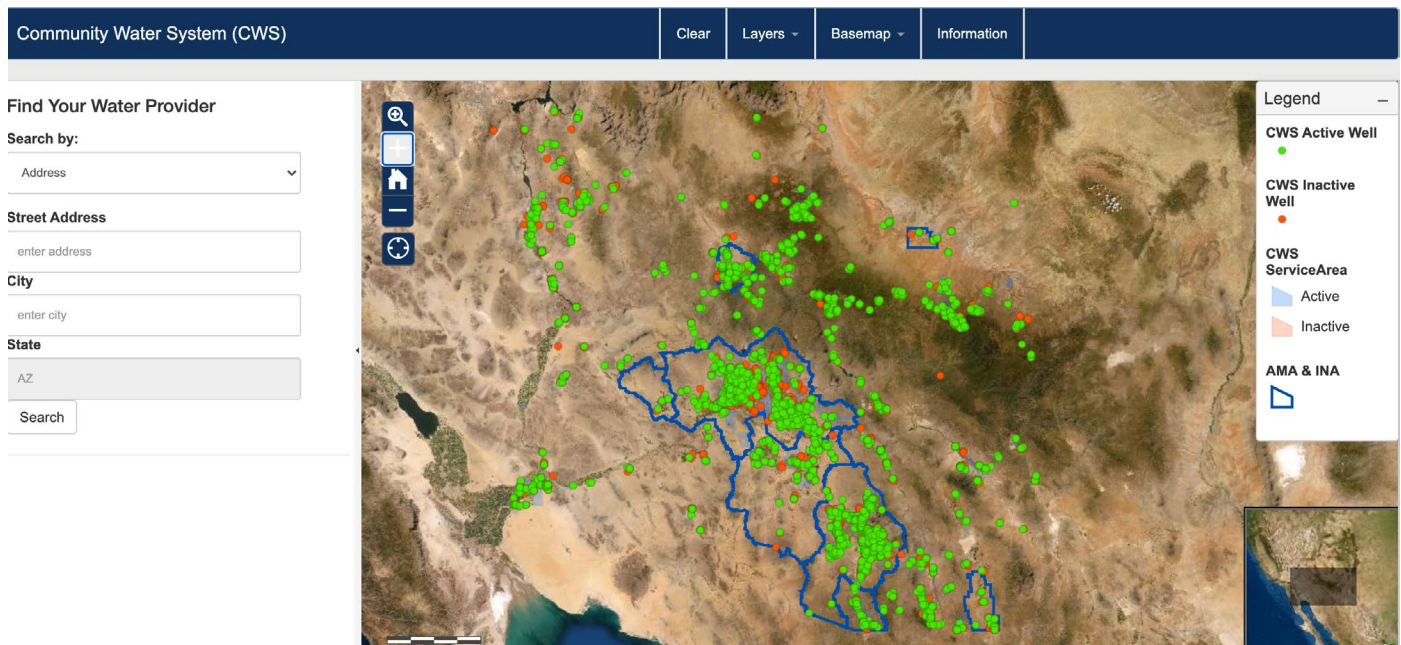 Community Water System (CWS)
Clear
Layers
Basemap
Information
Find Your Water Provider
Search by:
Address
Street Address
enter address
City
enter city
State
AZ
Search
Legend
CWS Active Well
CWS Inactive
Well
CWS
ServiceArea
Active
Inactive
AMA & INA